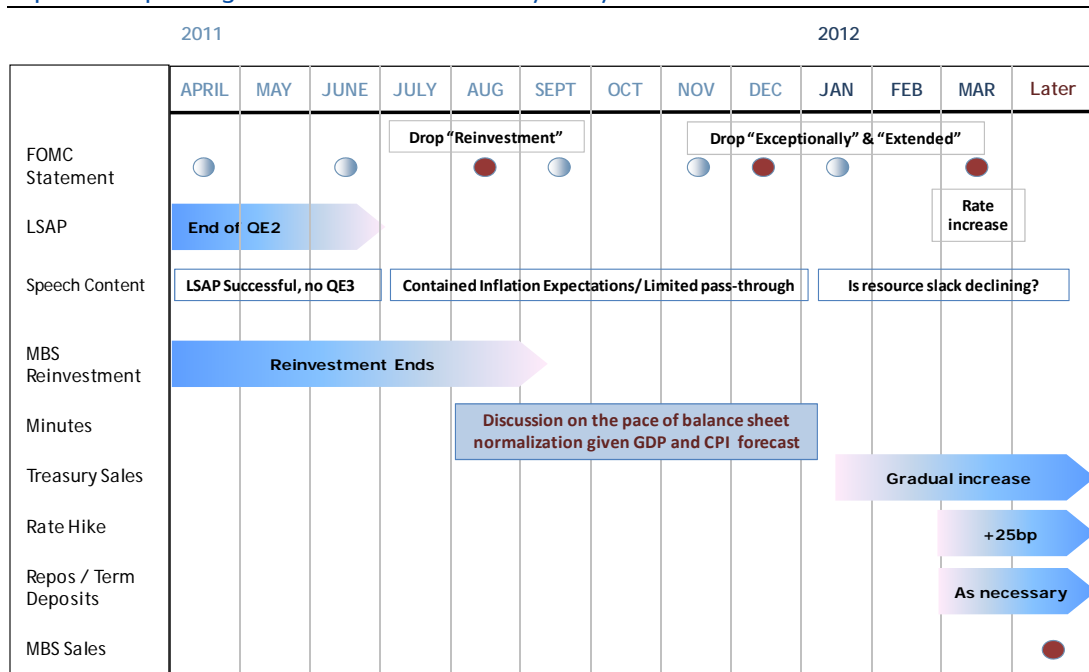 2011 2012
APRIL MAY JUNE JULY AUG SEPT OCT NOV DEC JAN FEB MAR Later
Drop “Reinvestment” Drop “Exceptionally” & “Extended”
FOMC
Statement
Rate
increase
LSAP End of QE2
Speech Content LSAP Successful, no QE3 Contained Inflation Expectations/Limited pass-through Is resource slack declining?
MBS
Reinvestment
Reinvestment Ends
Minutes
Discussion on the pace of balance sheet
normalization given GDP and CPI forecast
Treasury Sales Gradual increase
Rate Hike +25bp
Repos / Term
Deposits
As necessary
MBS Sales